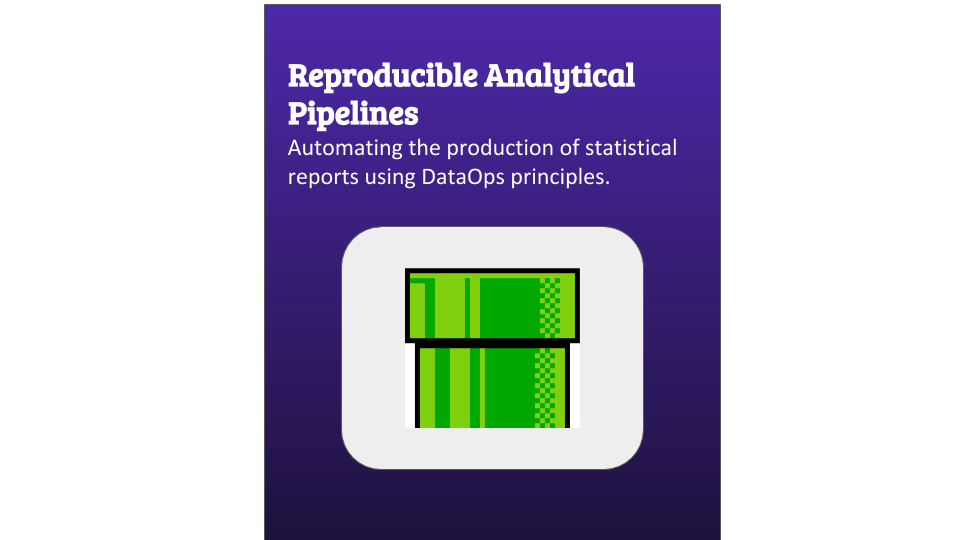 Reproducible Analytical
Pipelines
Automating the production of statistical
reports using DataOps principles.